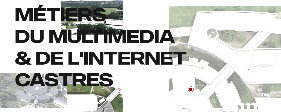 MÉTIERS
DU MULTIMEDIA
& DE L'INTERNET
CASTRES